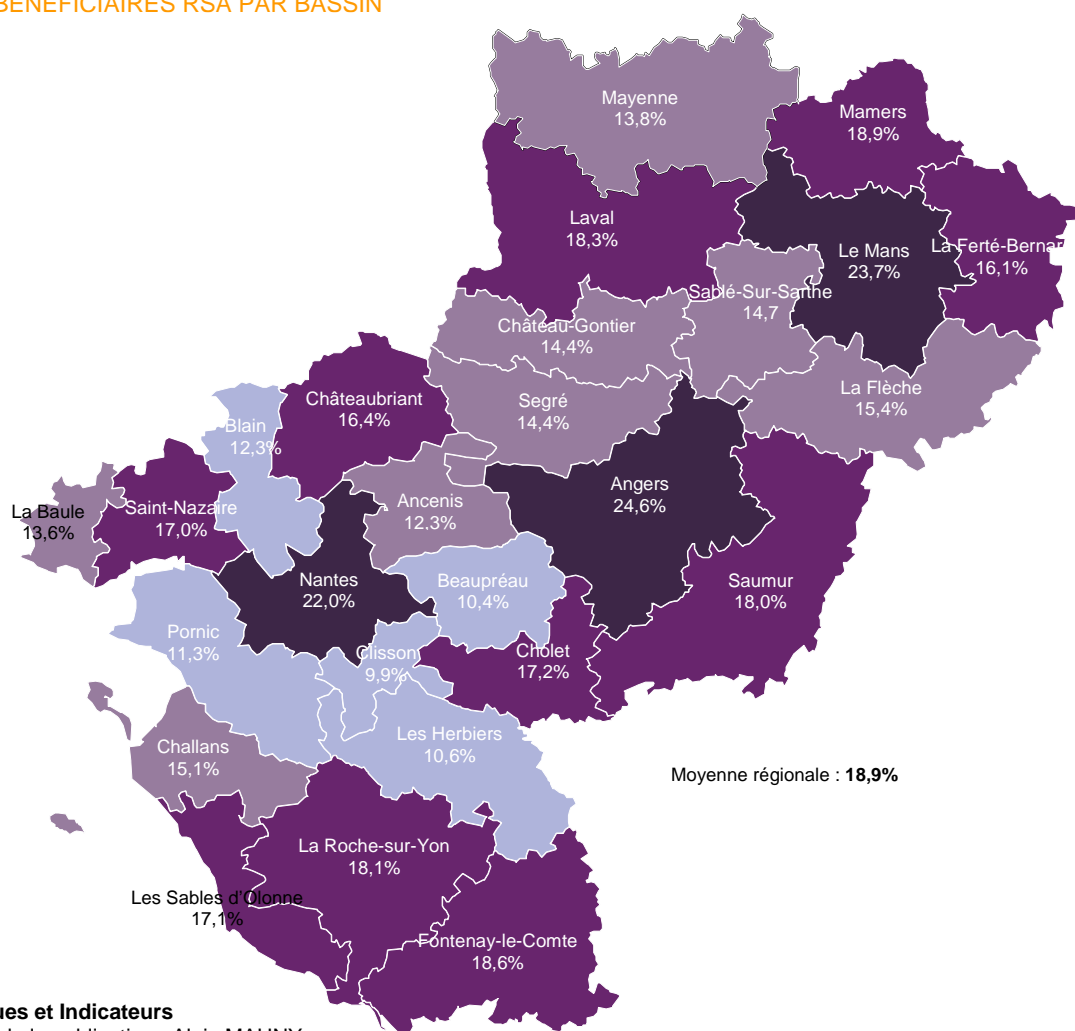 BÉNÉFICIAIRES RSA PAR BASSIN
Mayenne
13,8%
Mamers
18,9%
Laval
18,3%
Le Mans
23,7%
La Ferté-Bernar
16,1%
Sablé-Sur-Sarthe
14,7
Château-Gontier
14,4%
La Flèche
15,4%
Châteaubriant
16,4%
Segré
14,4%
Blain
12,3%
Angers
24,6%
Ancenis
12.3%
La Baule
13,6%
Saint-Nazaire
17,0%
Nantes
22,0%
Beaupréau
10,4%
Saumur
18,0%
Pornic
11,3%
Clisson
9,9%
Cholet
17,2%
Les Herbiers
10,6%
Challans
15,1%
Moyenne régionale : 18,9%
La Roche-sur-Yon
18,1%
Les Sables d'Olonne
17,1%
Fontenay-le-Comte
18,6%
ues et Indicateurs